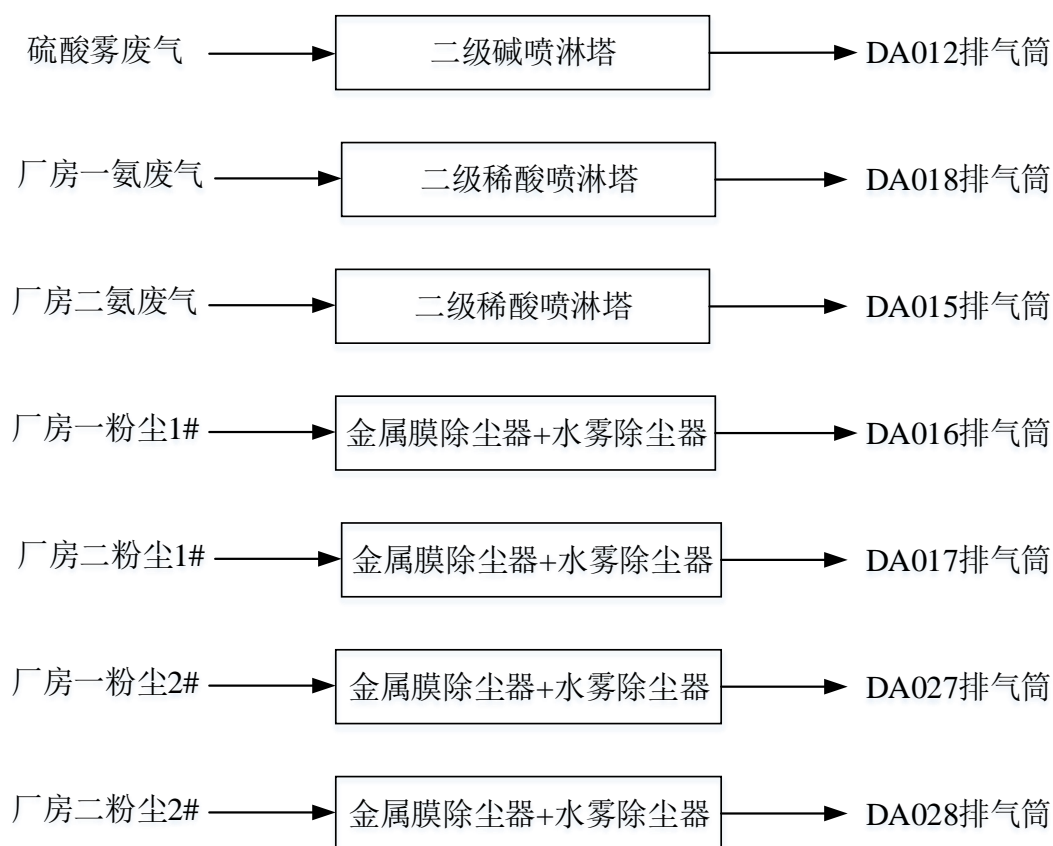 硫酸雾废气 二级碱喷淋塔 DA012排气筒
厂房一氨废气 二级稀酸喷淋塔 DA018排气筒
厂房二氨废气 二级稀酸喷淋塔 DA015排气筒
厂房一粉尘1# 金属膜除尘器+水雾除尘器 DA016排气筒
厂房二粉尘1# 金属膜除尘器+水雾除尘器 DA017排气筒
厂房一粉尘2# 金属膜除尘器+水雾除尘器 DA027排气筒
厂房二粉尘2# 金属膜除尘器+水雾除尘器 DA028排气筒